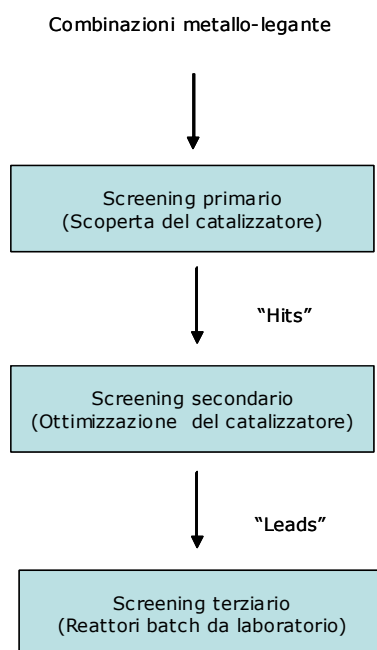 Combinazioni metallo-legante
Screening primario
(Scoperta del catalizzatore)
“Hits”
Screening secondario
(Ottimizzazione del catalizzatore)
“Leads”
Screening terziario
(Reattori batch da laboratorio)